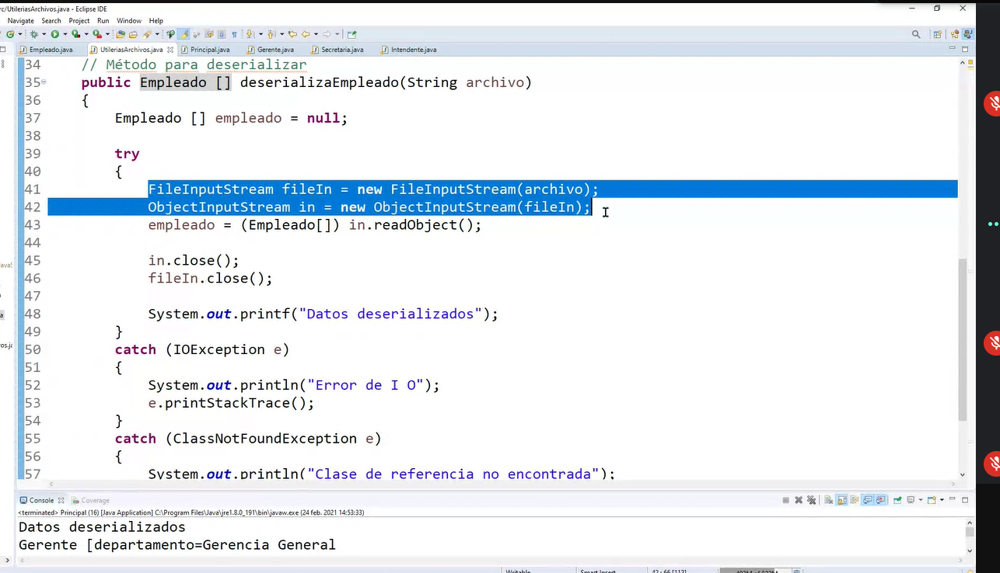 rc/UtileriasArchivos.java - Eclipse IDE
Navigate Search Project Run Window Help
Empleado.java UtileriasArchivos.java Principal.java Gerente.java Secretaria.java Intendente.java
34 // Método para deserializar
35 public Empleado [] deserializaEmpleado(String archivo)
36 {
37 Empleado [] empleado = null;
38
39 try
40 {
41 FileInputStream fileIn = new FileInputStream(archivo);
42 ObjectInputStream in = new ObjectInputStream(fileIn);
43 empleado = (Empleado[]) in.readObject();
44
45 in.close();
46 fileIn.close();
47
48 System.out.printf("Datos deserializados");
49 }
50 catch (IOException e)
51 {
52 System.out.println("Error de I O");
53 e.printStackTrace();
54 }
55 catch (ClassNotFoundException e)
56 {
57 System.out.println("Clase de referencia no encontrada");
Console Coverage
<terminated> Principal (16) [Java Application] C:\Program Files\Java\jre1.8.0_191\bin\javaw.exe (24 feb. 2021 14:53:33)
Datos deserializados
Gerente [departamento=Gerencia General
Writable Smart Insert 42 : 66 [112]